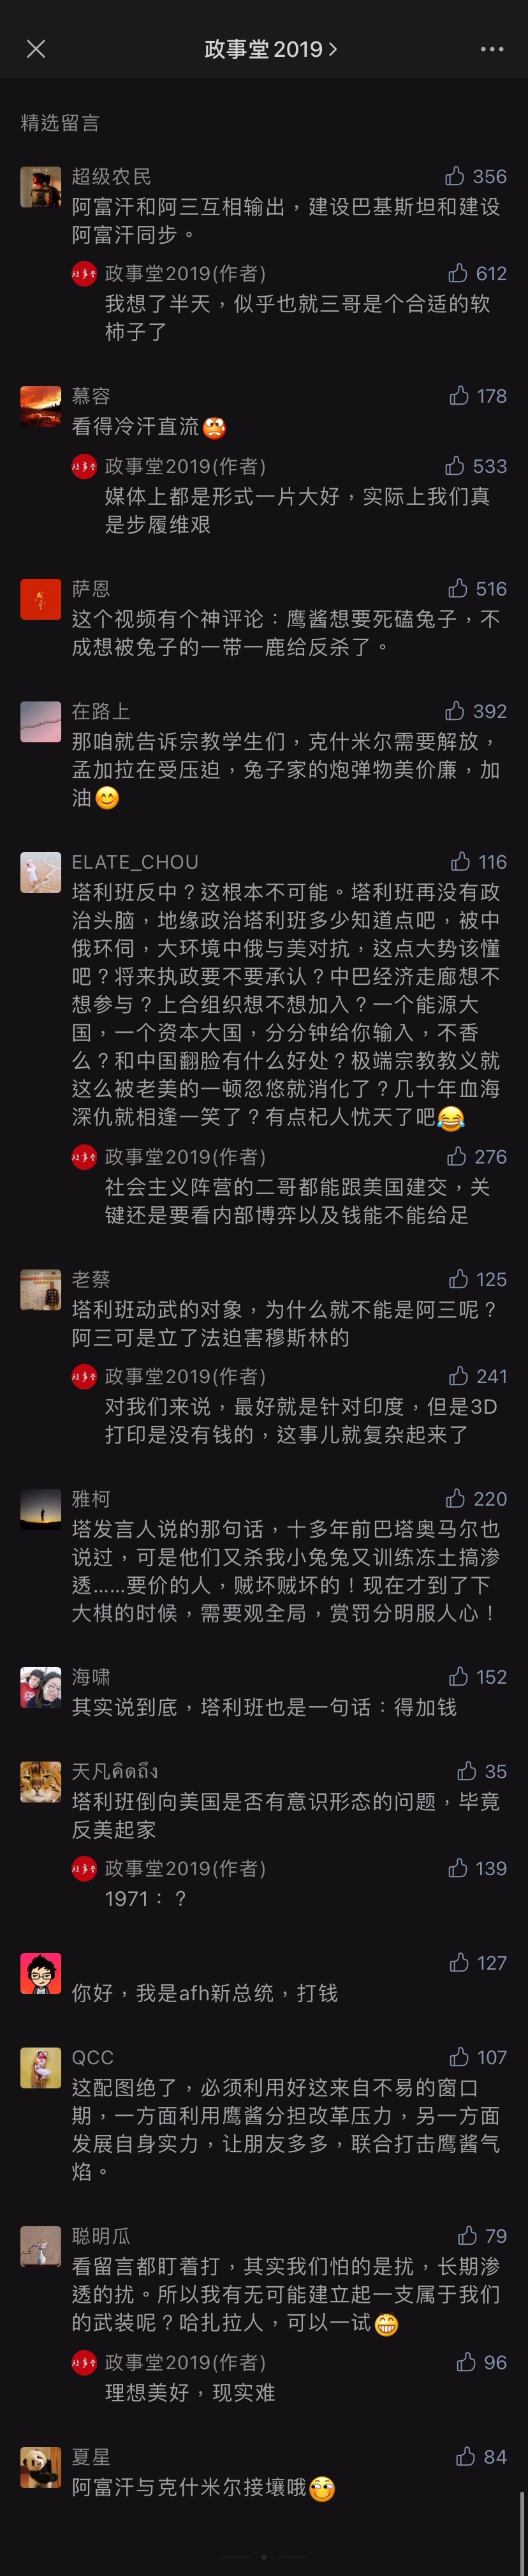 政事堂2019
精选留言
超级农民
356
阿富汗和阿三互相输出，建设巴基斯坦和建设
阿富汗同步。
政事堂2019(作者)
612
我想了半天，似乎也就三哥是个合适的软
柿子了
慕容
178
看得冷汗直流
政事堂2019(作者)
533
媒体上都是形式一片大好，实际上我们真
是步履维艰
萨恩
516
这个视频有个神评论：鹰酱想要死磕兔子，不
成想被兔子的一带一鹿给反杀了。
在路上
392
那咱就告诉宗教学生们，克什米尔需要解放，
孟加拉在受压迫，兔子家的炮弹物美价廉，加
油😊
ELATE_CHOU
116
塔利班反中？这根本不可能。塔利班再没有政
治头脑，地缘政治塔利班多少知道点吧，被中
俄环伺，大环境中俄与美对抗，这点大势该懂
吧？将来执政要不要承认？中巴经济走廊想不
想参与？上合组织想不想加入？一个能源大
国，一个资本大国，分分钟给你输入，不香
么？和中国翻脸有什么好处？极端宗教教义就
这么被老美的一顿忽悠就消化了？几十年血海
深仇就相逢一笑了？有点杞人忧天了吧😂
政事堂2019(作者)
276
社会主义阵营的二哥都能跟美国建交，关
键还是要看内部博弈以及钱能不能给足
老蔡
125
塔利班动武的对象，为什么就不能是阿三呢？
阿三可是立了法迫害穆斯林的
政事堂2019(作者)
241
对我们来说，最好就是针对印度，但是3D
打印是没有钱的，这事儿就复杂起来了
雅柯
220
塔发言人说的那句话，十多年前巴塔奥马尔也
说过，可是他们又杀我小兔兔又训练冻土搞渗
透……要价的人，贼坏贼坏的！现在才到了下
大棋的时候，需要观全局，赏罚分明服人心！
海啸
152
其实说到底，塔利班也是一句话：得加钱
天凡คิดถึง
35
塔利班倒向美国是否有意识形态的问题，毕竟
反美起家
政事堂2019(作者)
139
1971：？
127
你好，我是afh新总统，打钱
QCC
107
这配图绝了，必须利用好这来自不易的窗口
期，一方面利用鹰酱分担改革压力，另一方面
发展自身实力，让朋友多多，联合打击鹰酱气
焰。
聪明瓜
79
看留言都盯着打，其实我们怕的是扰，长期渗
透的扰。所以我有无可能建立起一支属于我们
的武装呢？哈扎拉人，可以一试😁
政事堂2019(作者)
96
理想美好，现实难
夏星
84
阿富汗与克什米尔接壤哦